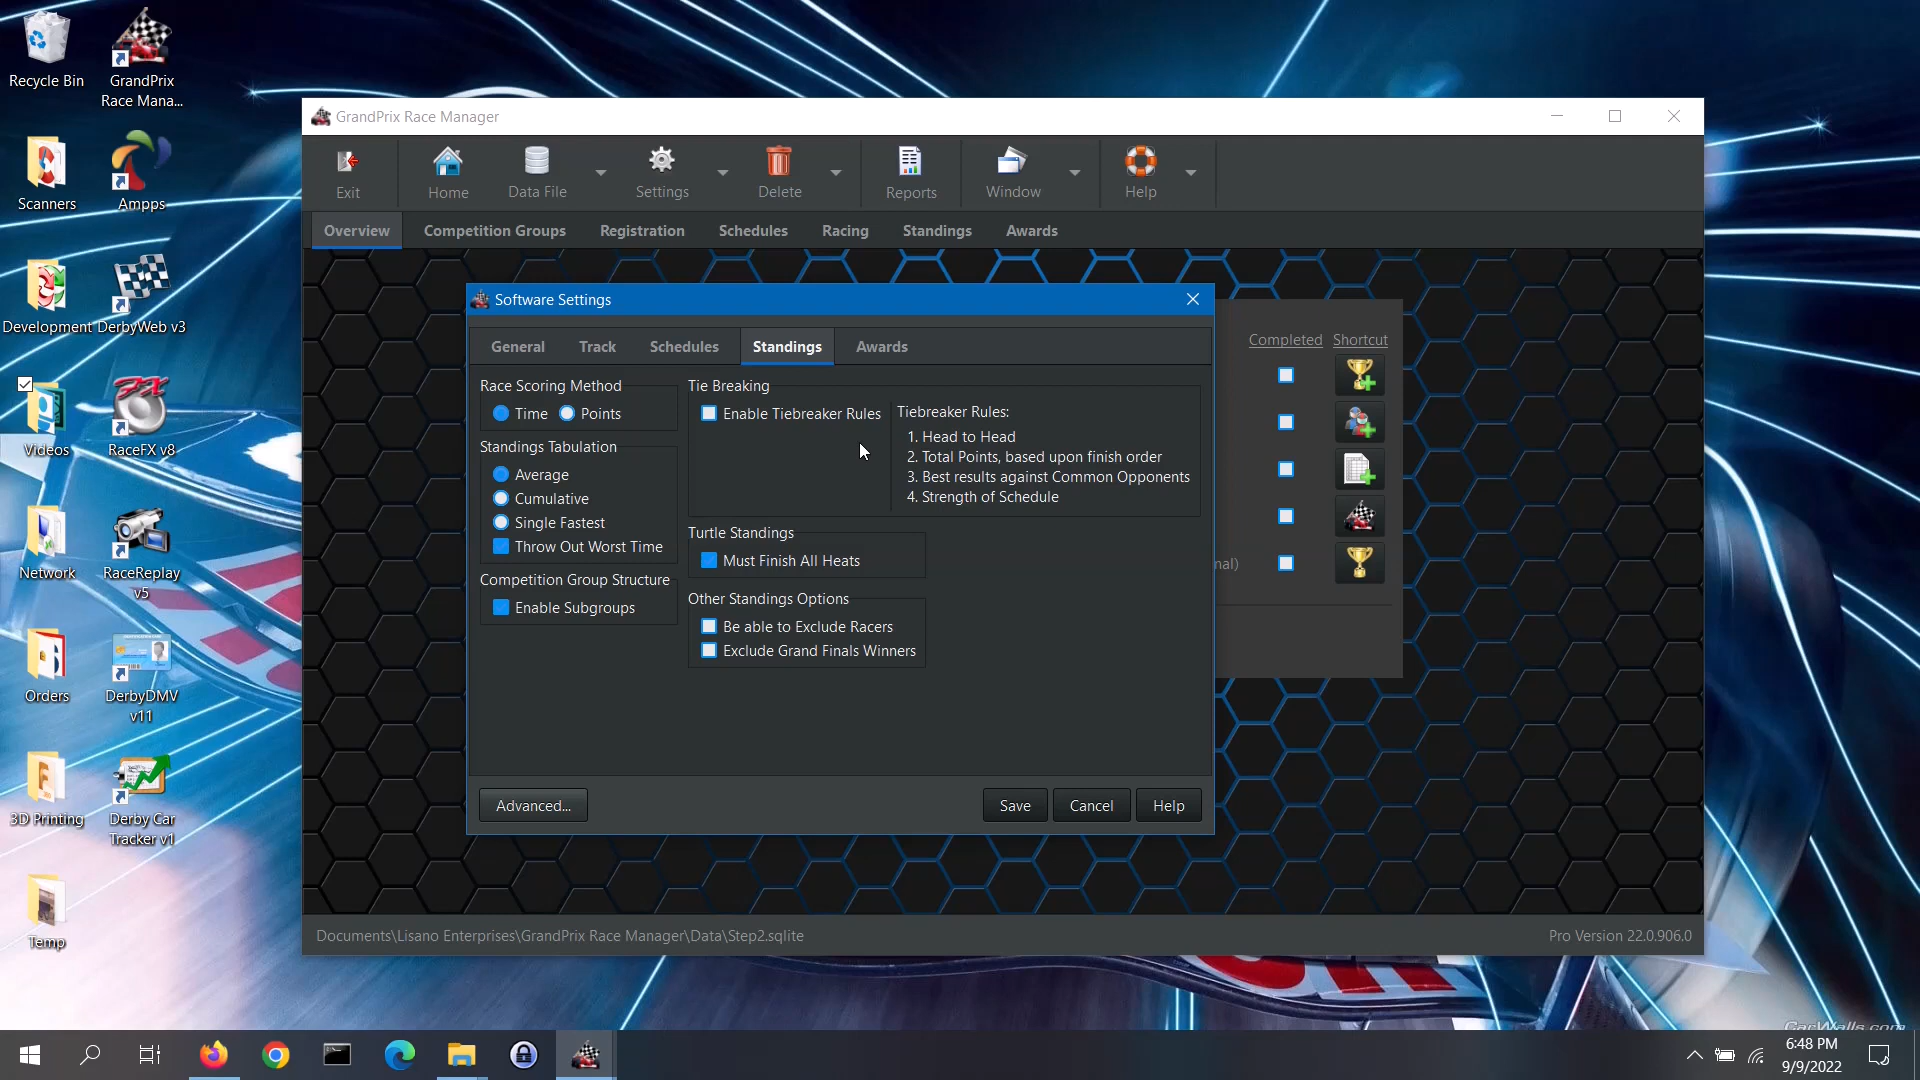 Recycle Bin
GrandPrix
Race Mana...
Scanners
Ampps
Development
DerbyWeb v3
Videos
RaceFX v8
Network
RaceReplay
v5
Orders
DerbyDMV
v11
3D Printing
Derby Car
Tracker v1
Temp
GrandPrix Race Manager
Exit
Home
Data File
Settings
Delete
Reports
Window
Help
Overview
Competition Groups
Registration
Schedules
Racing
Standings
Awards
Software Settings
General
Track
Schedules
Standings
Awards
Race Scoring Method
Time
Points
Standings Tabulation
Average
Cumulative
Single Fastest
Throw Out Worst Time
Competition Group Structure
Enable Subgroups
Tie Breaking
Enable Tiebreaker Rules
Tiebreaker Rules:
1. Head to Head
2. Total Points, based upon finish order
3. Best results against Common Opponents
4. Strength of Schedule
Turtle Standings
Must Finish All Heats
Other Standings Options
Be able to Exclude Racers
Exclude Grand Finals Winners
Advanced...
Save
Cancel
Help
Completed
Shortcut
nal)
Documents\Lisano Enterprises\GrandPrix Race Manager\Data\Step2.sqlite
Pro Version 22.0.906.0
CarWalls.com
6:48 PM
9/9/2022